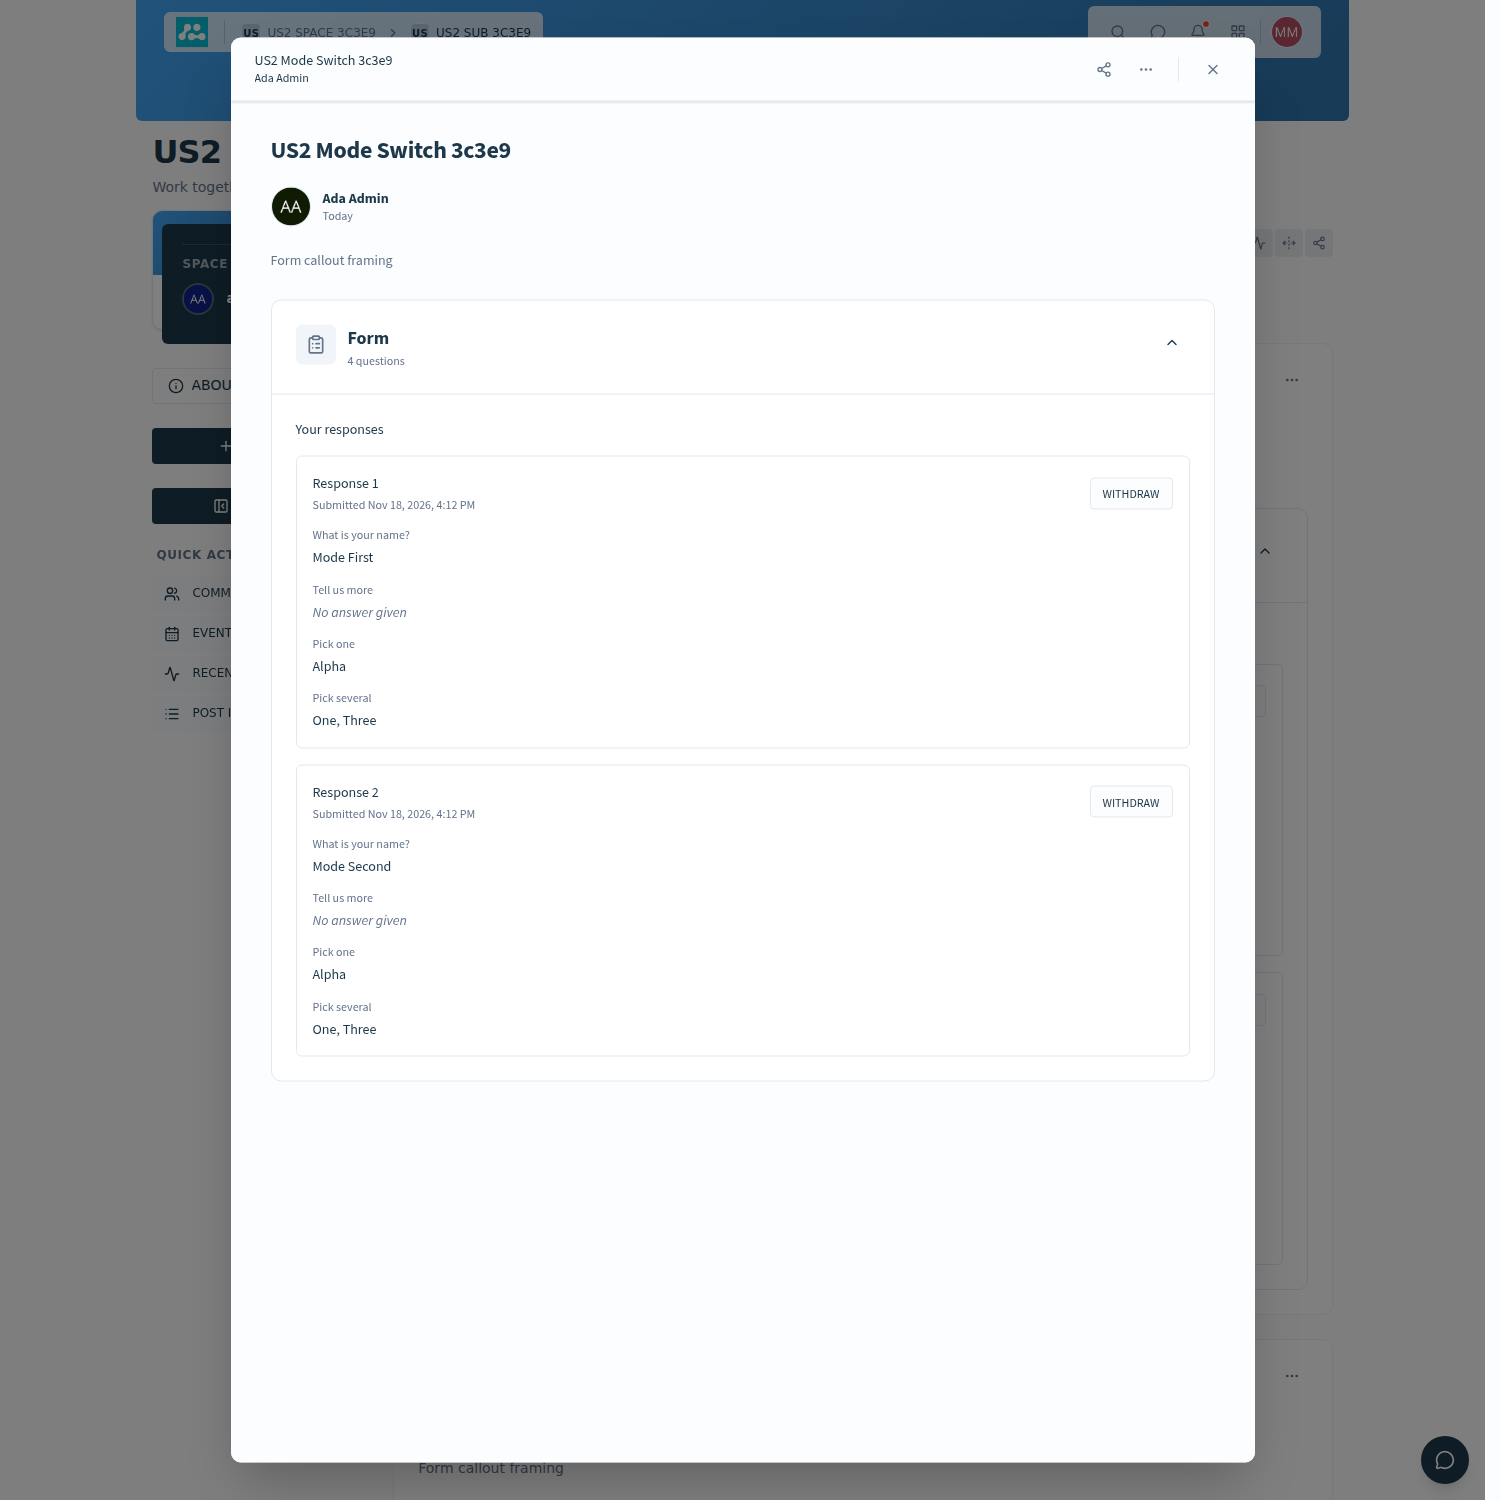 US US2 SPACE 3C3E9 > US US2 SUB 3C3E9
MM
US2 Mode Switch 3c3e9
Ada Admin
US2
US2 Mode Switch 3c3e9
AA
Ada Admin
Today
Form callout framing
SPACE
AA
Form
4 questions
ABOU
Your responses
Response 1
WITHDRAW
Submitted Nov 18, 2026, 4:12 PM
What is your name?
Mode First
Tell us more
No answer given
Pick one
Alpha
Pick several
One, Three
QUICK ACT
COMM
EVENT
RECEN
POST
Response 2
WITHDRAW
Submitted Nov 18, 2026, 4:12 PM
What is your name?
Mode Second
Tell us more
No answer given
Pick one
Alpha
Pick several
One, Three
Form callout framing